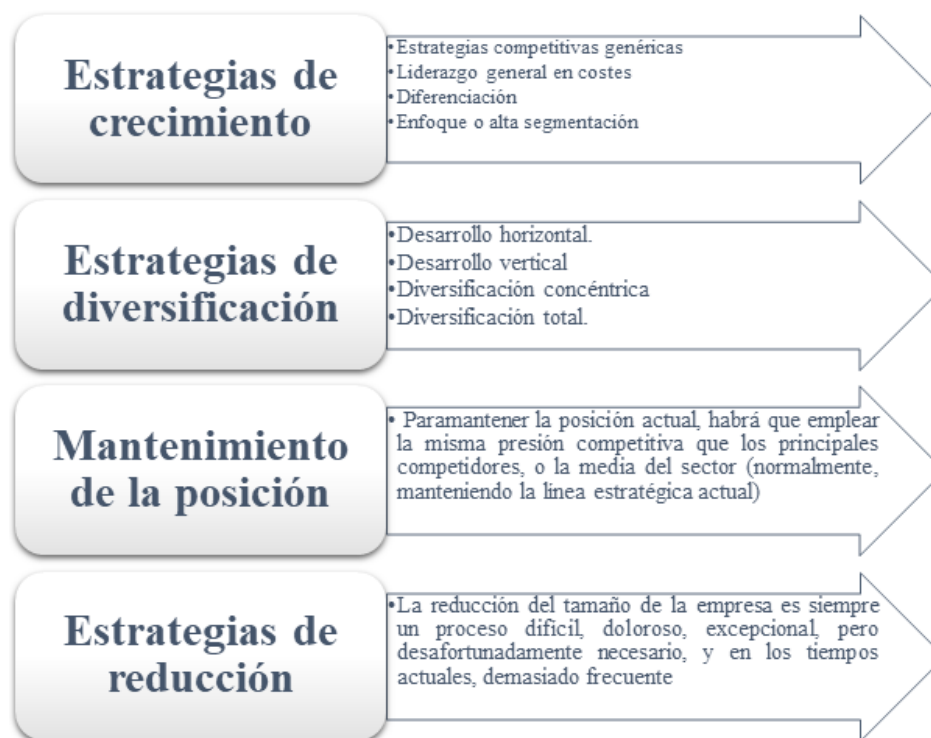 Estrategias de
crecimiento
•Estrategias competitivas genéricas
•Liderazgo general en costes
•Diferenciación
•Enfoque o alta segmentación
Estrategias de
diversificación
•Desarrollo horizontal.
•Desarrollo vertical
•Diversificación concéntrica
•Diversificación total.
Mantenimiento
de la posición
• Paramantener la posición actual, habrá que emplear
la misma presión competitiva que los principales
competidores, o la media del sector (normalmente,
manteniendo la línea estratégica actual)
Estrategias de
reducción
•La reducción del tamaño de la empresa es siempre
un proceso difícil, doloroso, excepcional, pero
desafortunadamente necesario, y en los tiempos
actuales, demasiado frecuente